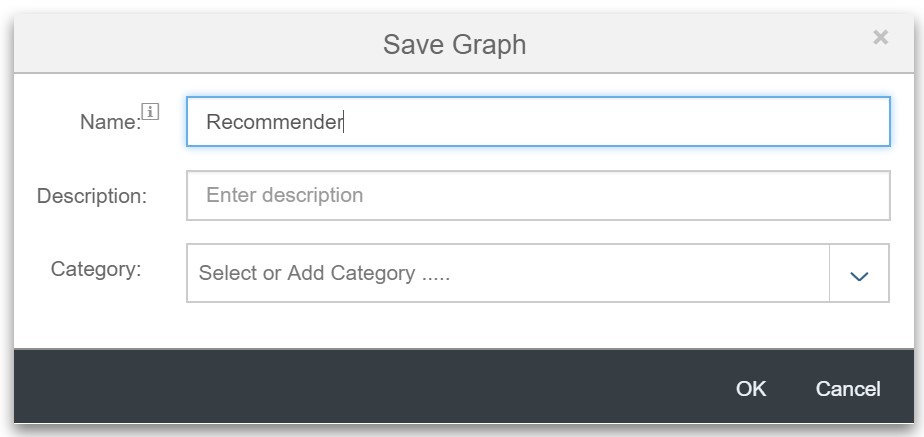 Save Graph
×
Name: i
Recommender
Description:
Enter description
Category:
Select or Add Category .....
OK
Cancel